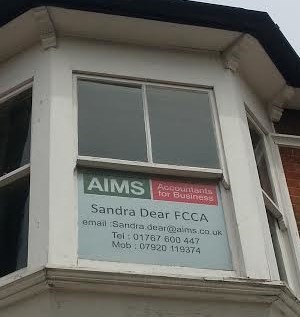 AIMS Accountants
for Business
Sandra Dear FCCA
email :Sandra.dear@aims.co.uk
Tel : 01767 600 447
Mob : 07920 119374